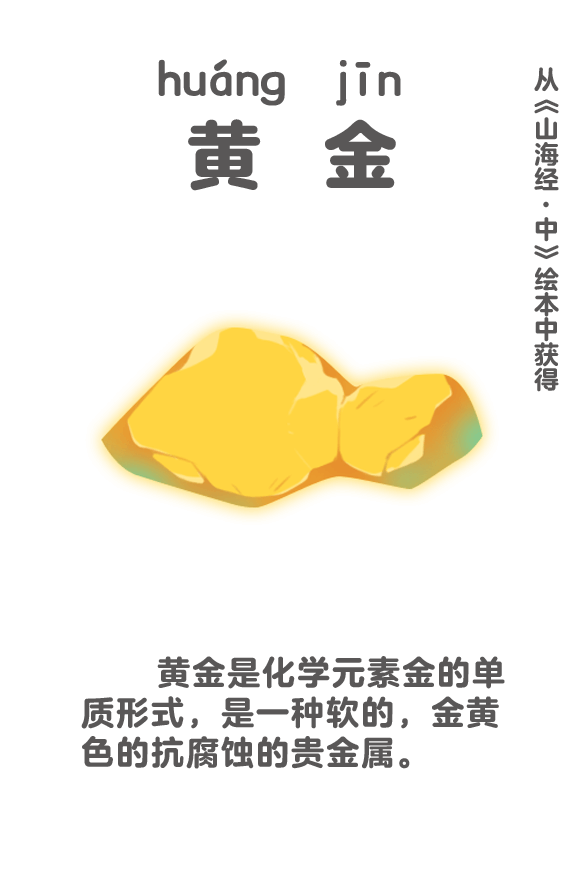 huáng jīn
黄金
从《山海经·中》绘本中获得
黄金是化学元素金的单
质形式，是一种软的，金黄
色的抗腐蚀的贵金属。